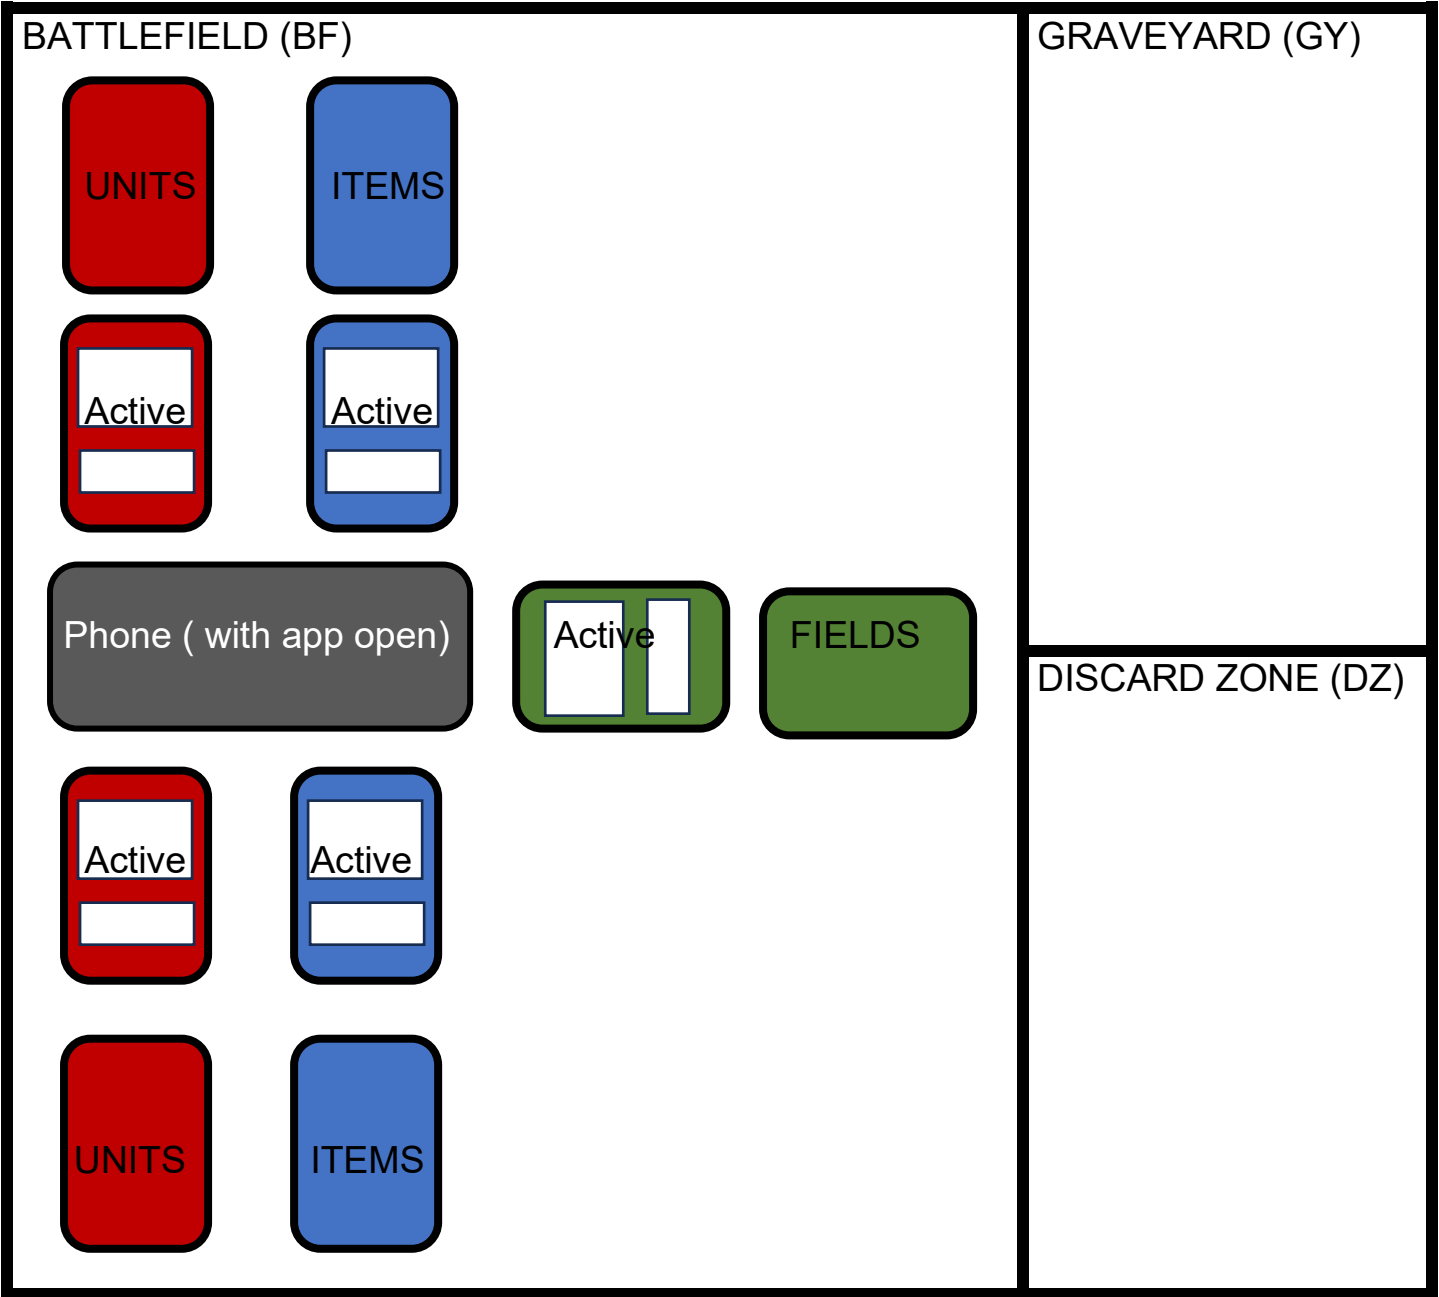 BATTLEFIELD (BF)
GRAVEYARD (GY)
UNITS
ITEMS
Active
Active
Phone ( with app open)
Active
FIELDS
DISCARD ZONE (DZ)
Active
Active
UNITS
ITEMS